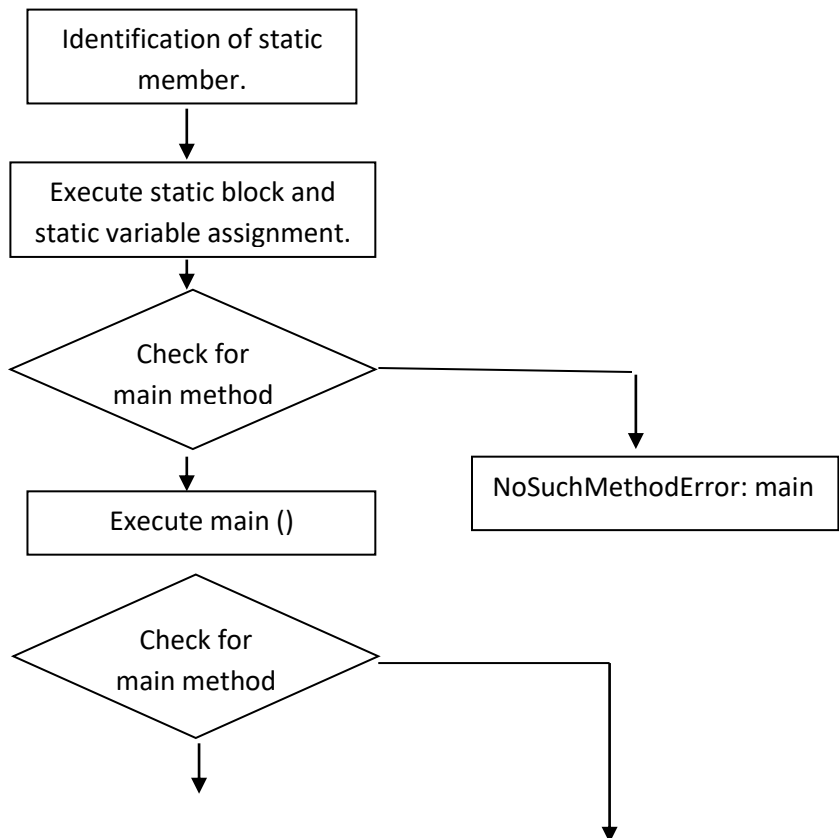 Identification of static
member.
Execute static block and
static variable assignment.
Check for
main method
NoSuchMethodError: main
Execute main ()
Check for
main method